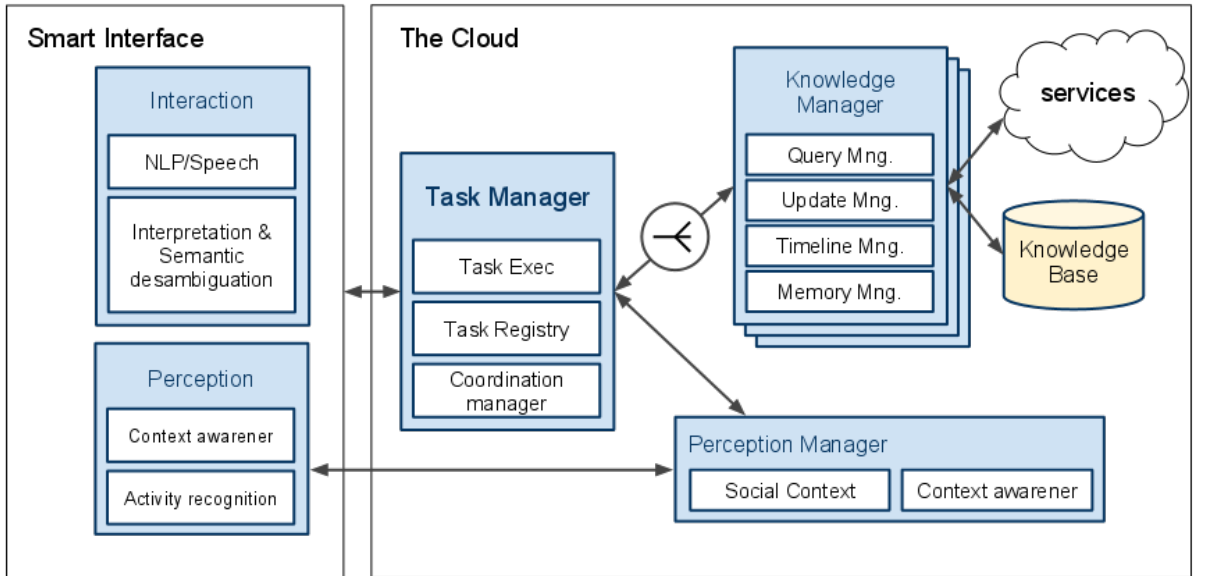 Smart Interface
Interaction
NLP/Speech
Interpretation &
Semantic
desambiguation
Perception
Context awarener
Activity recognition
The Cloud
Task Manager
Task Exec
Task Registry
Coordination
manager
Knowledge
Manager
Query Mng.
Update Mng.
Timeline Mng.
Memory Mng.
services
Knowledge
Base
Perception Manager
Social Context
Context awarener